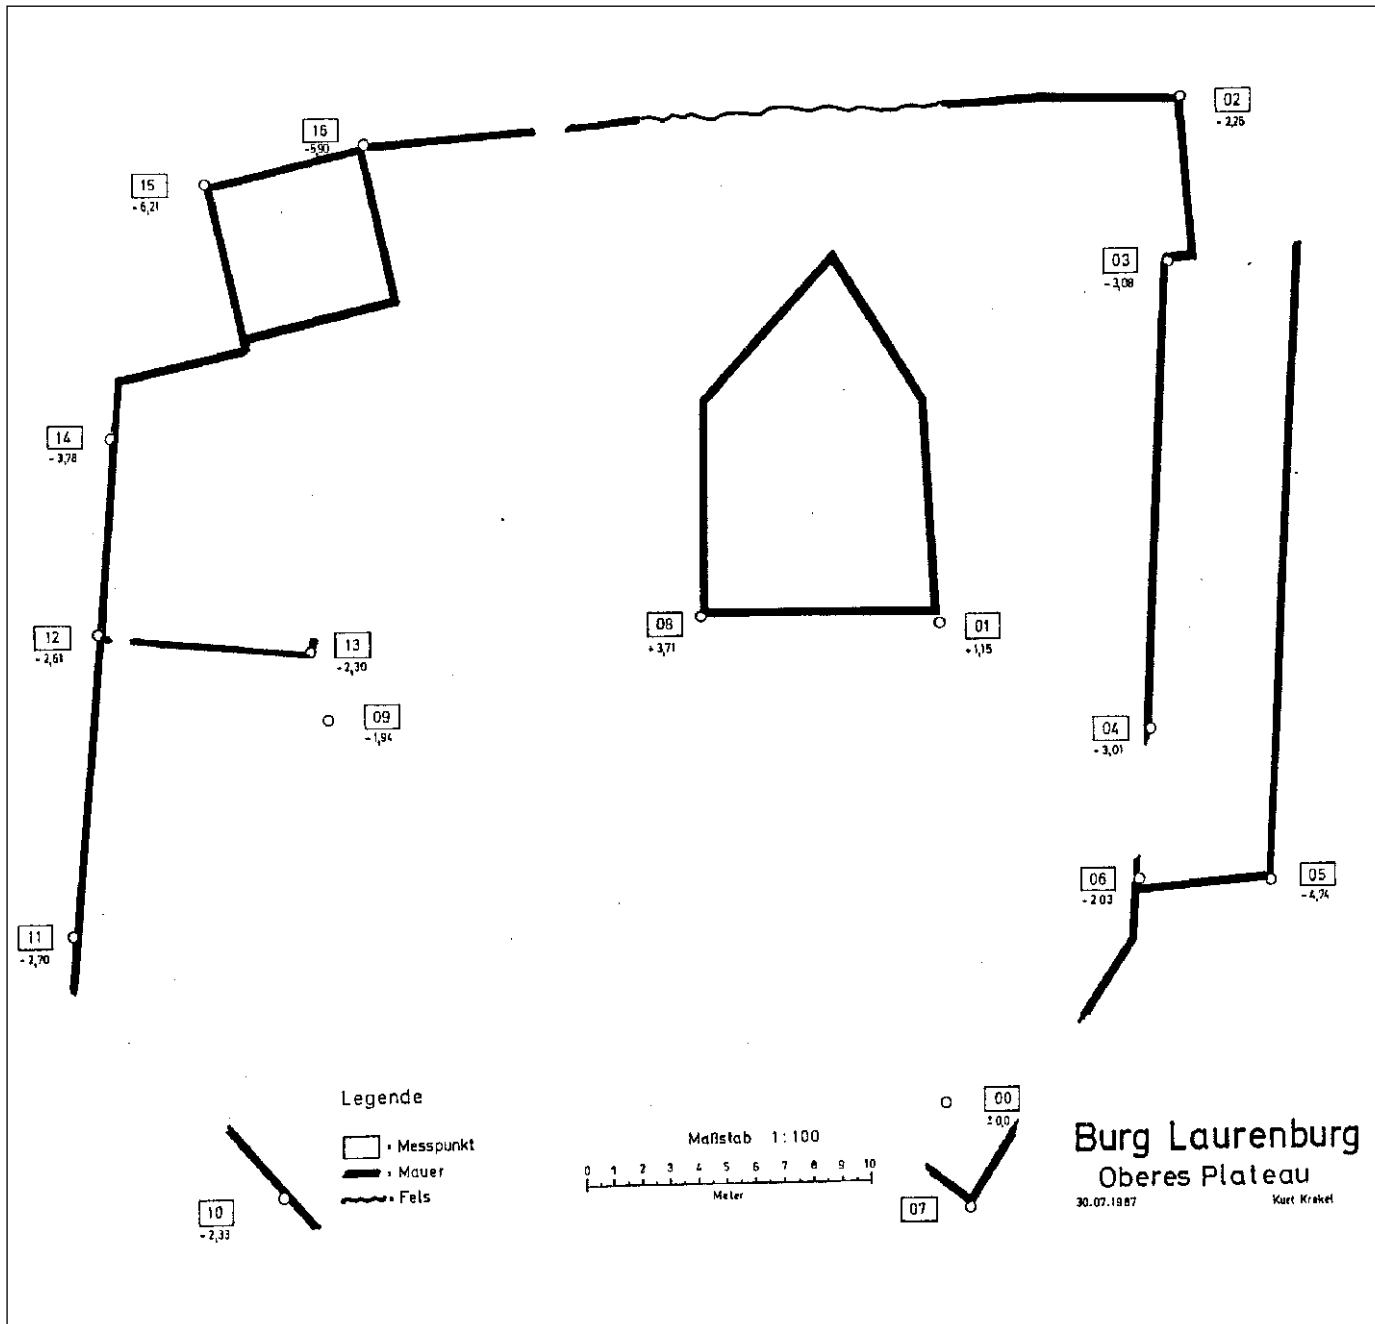 02
- 2,25
16
-5,90
15
- 6,21
03
- 3,08
14
- 3,78
12
- 2,61
13
- 2,30
08
+ 3,71
01
+ 1,15
09
- 1,94
04
- 3,01
06
- 2 03
05
- 4,74
11
- 2,70
Legende
Messpunkt
Mauer
Fels
Maßstab 1:100
0 1 2 3 4 5 6 7 8 9 10
Meter
00
± 0,0
07
10
- 2,33
Burg Laurenburg
Oberes Plateau
30.07.1987 Kurt Krekel